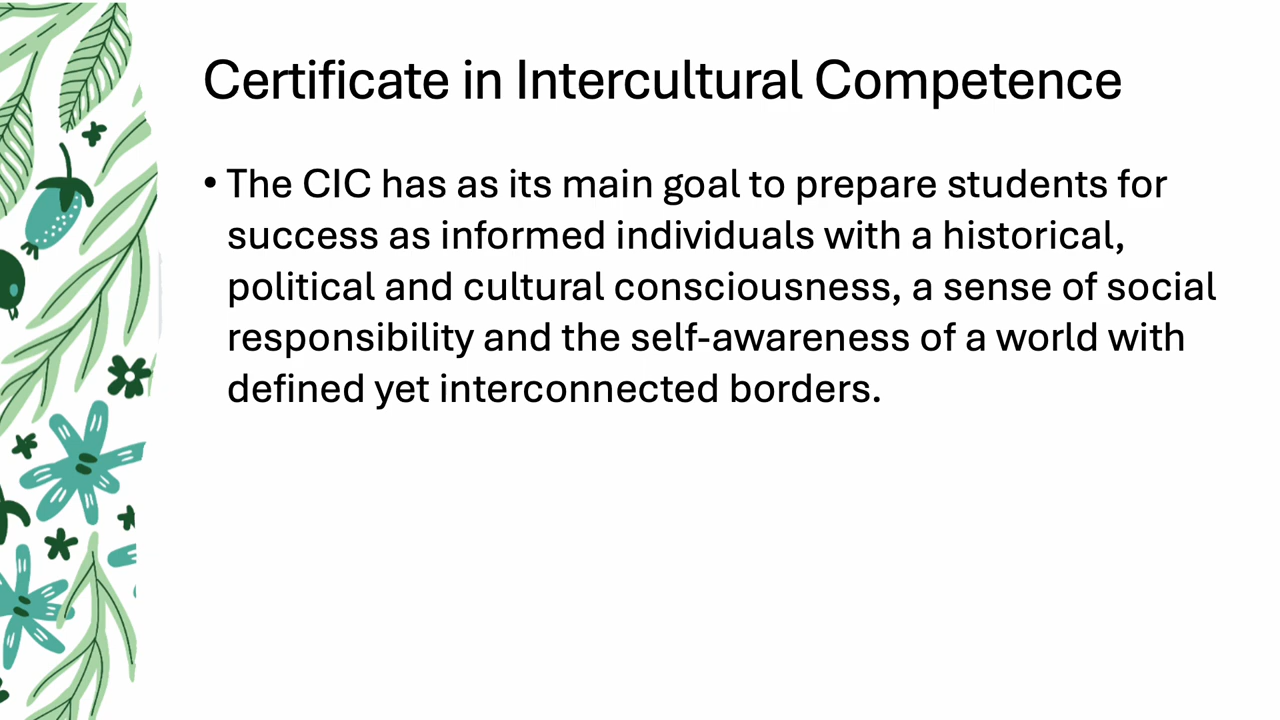 Certificate in Intercultural Competence
• The CIC has as its main goal to prepare students for
success as informed individuals with a historical,
political and cultural consciousness, a sense of social
responsibility and the self-awareness of a world with
defined yet interconnected borders.